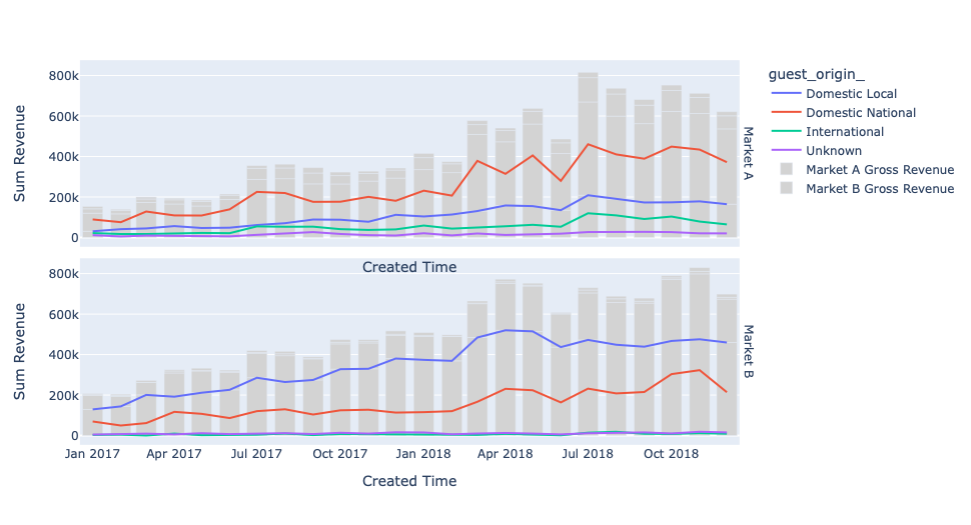 guest_origin_
Domestic Local
Domestic National
International
Unknown
Market A Gross Revenue
Market B Gross Revenue
Sum Revenue
800k
600k
400k
200k
0
Market A
Created Time
Sum Revenue
800k
600k
400k
200k
0
Market B
Jan 2017 Apr 2017 Jul 2017 Oct 2017 Jan 2018 Apr 2018 Jul 2018 Oct 2018
Created Time